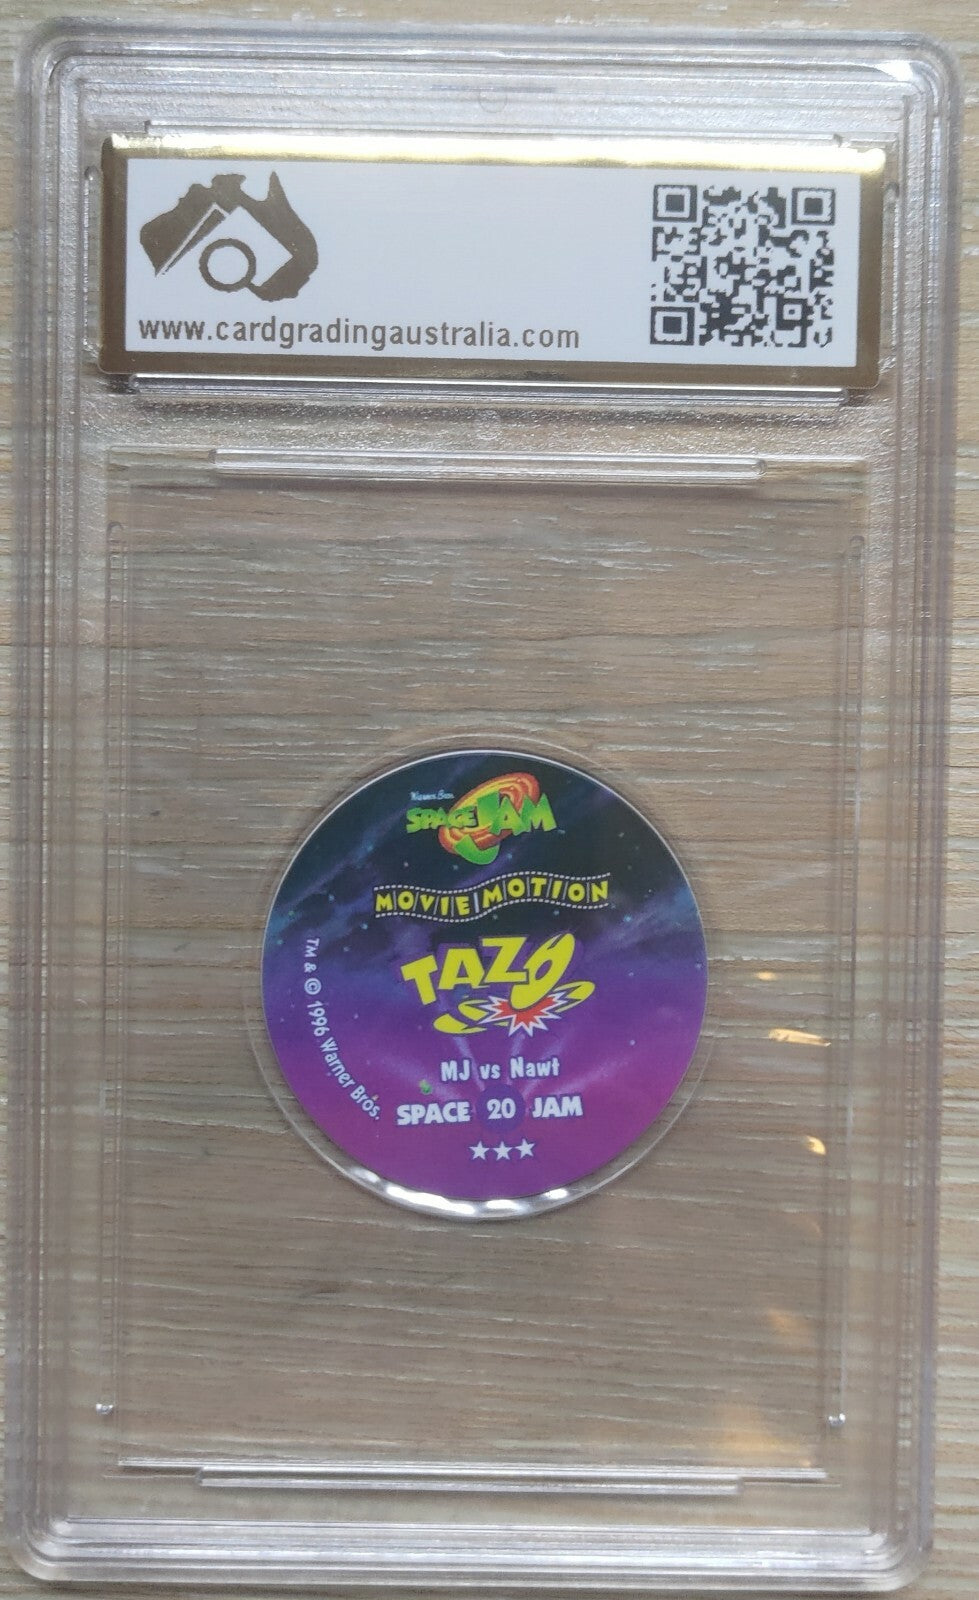 www.cardgradingaustralia.com
Warner Bros.
SPACE JAM
MOVIE MOTION
TAZO
TM & © 1996 Warner Bros.
MJ vs Nawt
SPACE 20 JAM